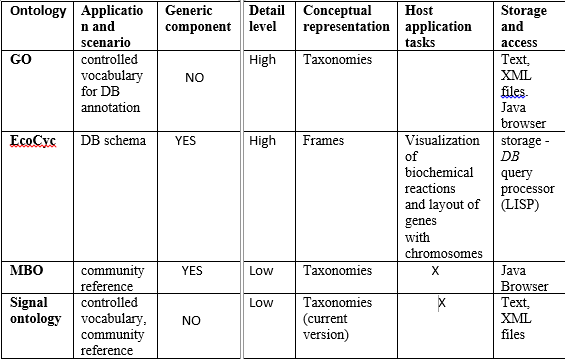 Ontology Application and scenario Generic component Detail level Conceptual representation Host application tasks Storage and access
GO controlled vocabulary for DB annotation NO High Taxonomies Text, XML files. Java browser
EcoCyc DB schema YES High Frames Visualization of biochemical reactions and layout of genes with chromosomes storage - DB query processor (LISP)
MBO community reference YES Low Taxonomies X Java Browser
Signal ontology controlled vocabulary, community reference NO Low Taxonomies (current version) X Text, XML files